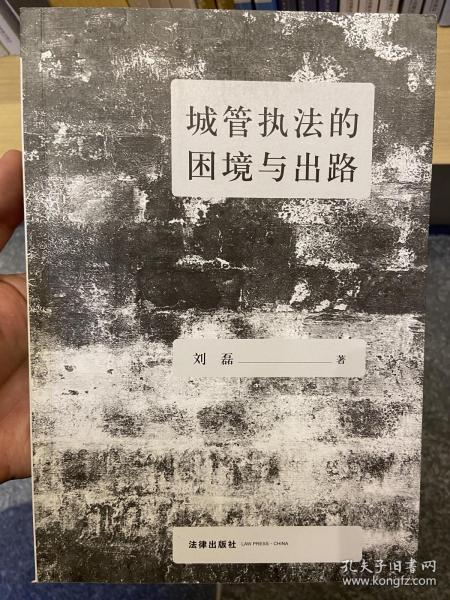 城管执法的
困境与出路
刘 磊 著
法律出版社 LAW PRESS·CHINA
孔夫子旧书网
www.kongfz.com